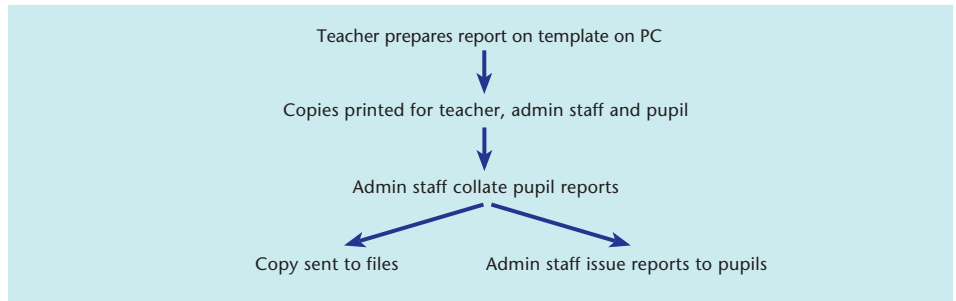 Teacher prepares report on template on PC
Copies printed for teacher, admin staff and pupil
Admin staff collate pupil reports
Copy sent to files
Admin staff issue reports to pupils